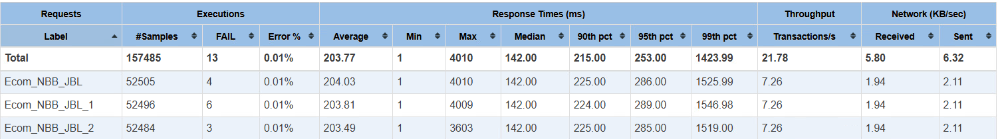 Requests Executions Response Times (ms) Throughput Network (KB/sec)
Label #Samples FAIL Error % Average Min Max Median 90th pct 95th pct 99th pct Transactions/s Received Sent
Total 157485 13 0.01% 203.77 1 4010 142.00 215.00 253.00 1423.99 21.78 5.80 6.32
Ecom_NBB_JBL 52505 4 0.01% 204.03 1 4010 142.00 225.00 286.00 1525.99 7.26 1.94 2.11
Ecom_NBB_JBL_1 52496 6 0.01% 203.81 1 4009 142.00 224.00 289.00 1546.98 7.26 1.94 2.11
Ecom_NBB_JBL_2 52484 3 0.01% 203.49 1 3603 142.00 225.00 285.00 1519.00 7.26 1.94 2.11